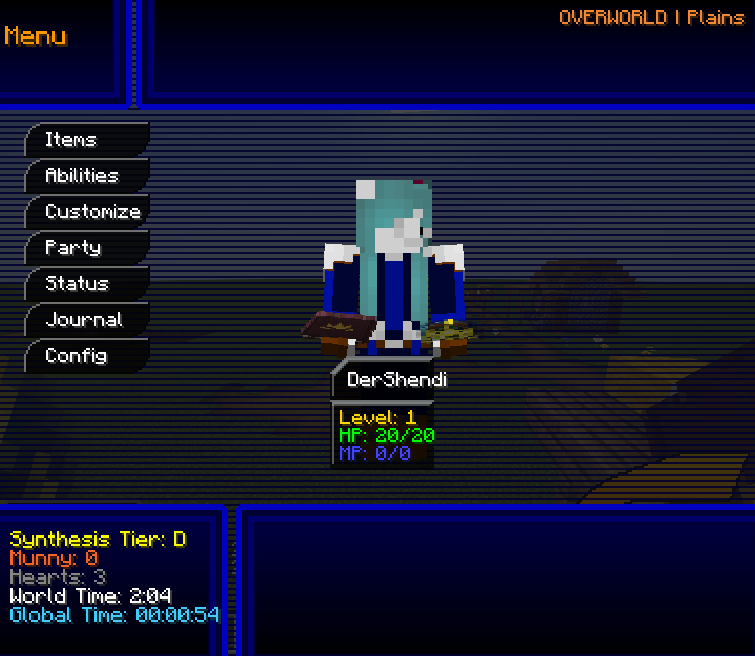 Menu
OVERWORLD | Plains
Items
Abilities
Customize
Party
Status
Journal
Config
DerShendi
Level: 1
HP: 20/20
MP: 0/0
Synthesis Tier: D
Munny: 0
Hearts: 3
World Time: 2:04
Global Time: 00:00:54